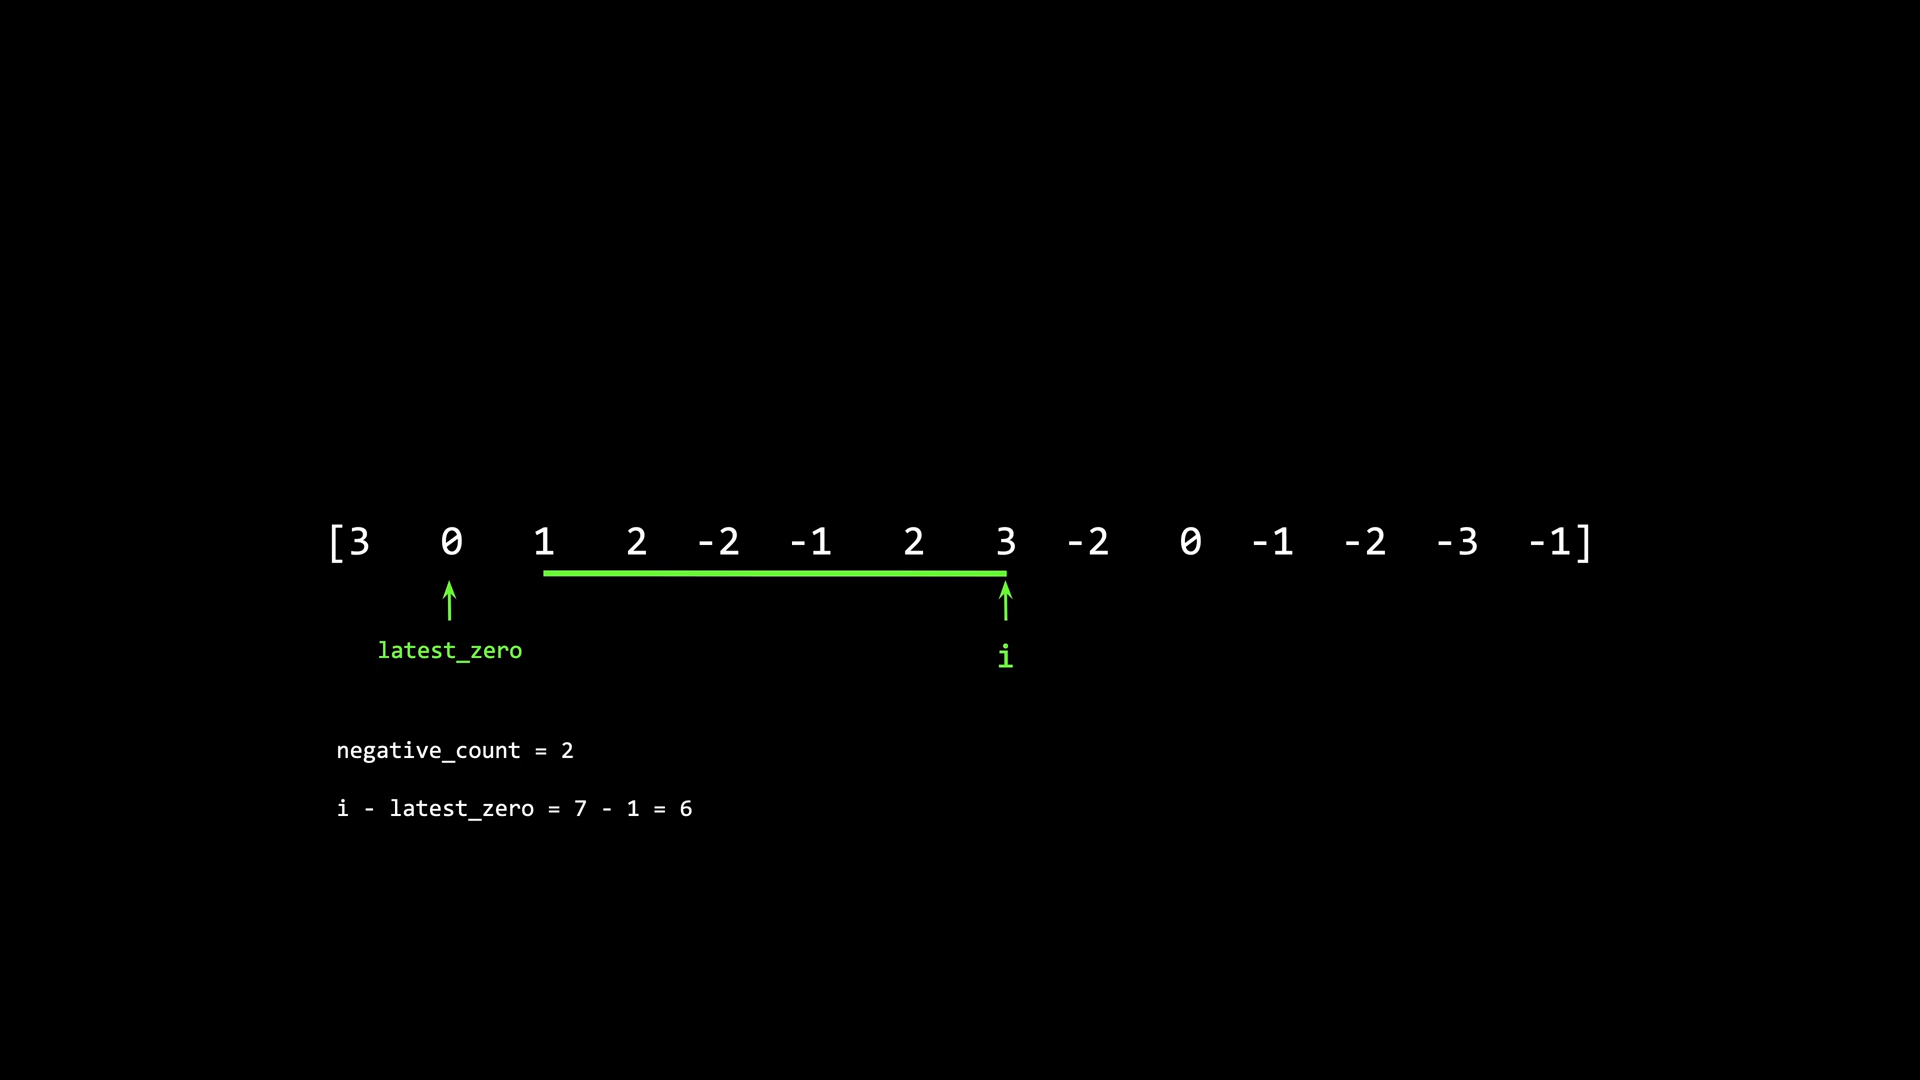 [3 0 1 2 -2 -1 2 3 -2 0 -1 -2 -3 -1]
latest_zero i
negative_count = 2
i - latest_zero = 7 - 1 = 6